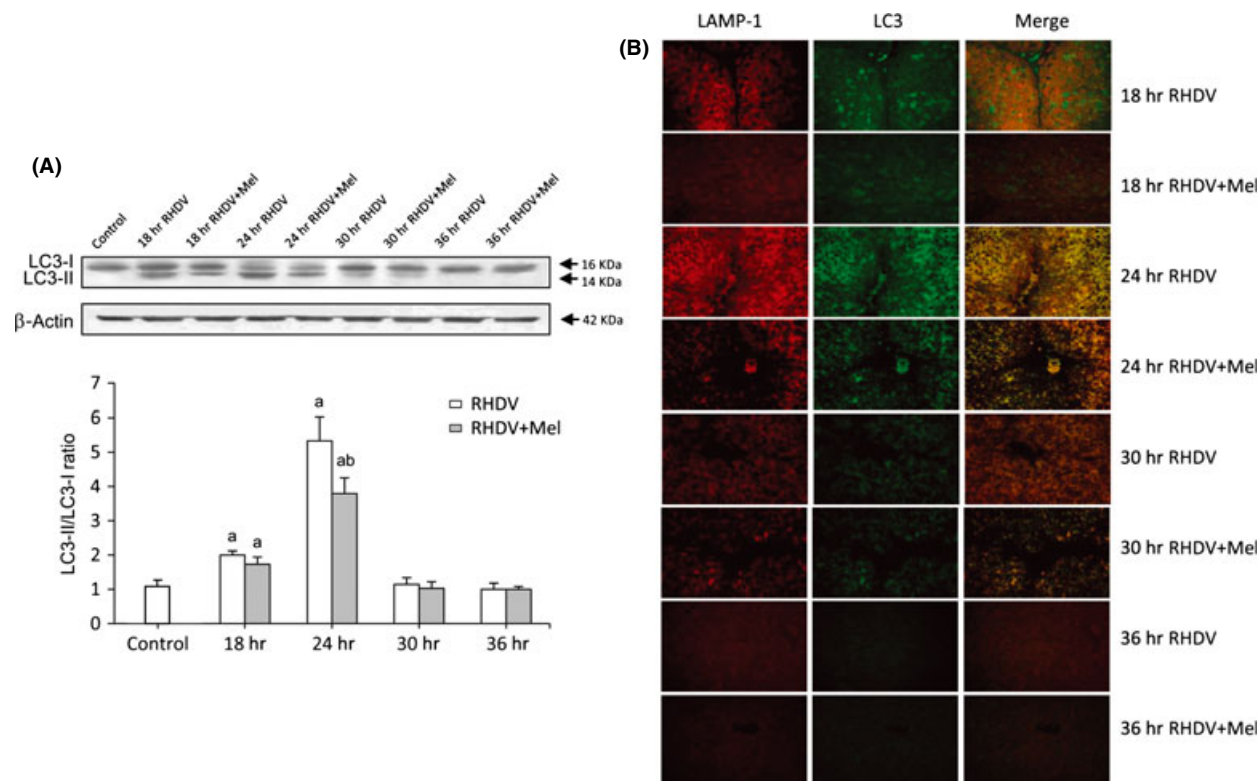 (A)
Control
18 hr RHDV
18 hr RHDV+Mel
24 hr RHDV
24 hr RHDV+Mel
30 hr RHDV
30 hr RHDV+Mel
36 hr RHDV
36 hr RHDV+Mel
LC3-I
16 KDa
LC3-II
14 KDa
β-Actin
42 KDa
LC3-II/LC3-I ratio
7
6
5
4
3
2
1
0
RHDV
RHDV+Mel
a
a
a
ab
Control
18 hr
24 hr
30 hr
36 hr
(B)
LAMP-1
LC3
Merge
18 hr RHDV
18 hr RHDV+Mel
24 hr RHDV
24 hr RHDV+Mel
30 hr RHDV
30 hr RHDV+Mel
36 hr RHDV
36 hr RHDV+Mel